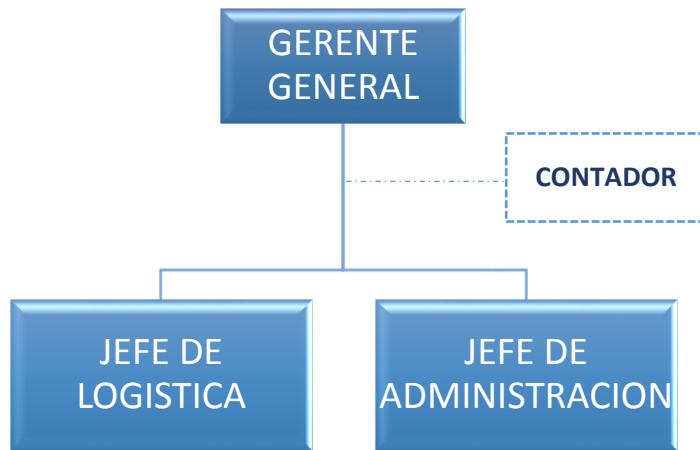 GERENTE
GENERAL
CONTADOR
JEFE DE
LOGISTICA
JEFE DE
ADMINISTRACION